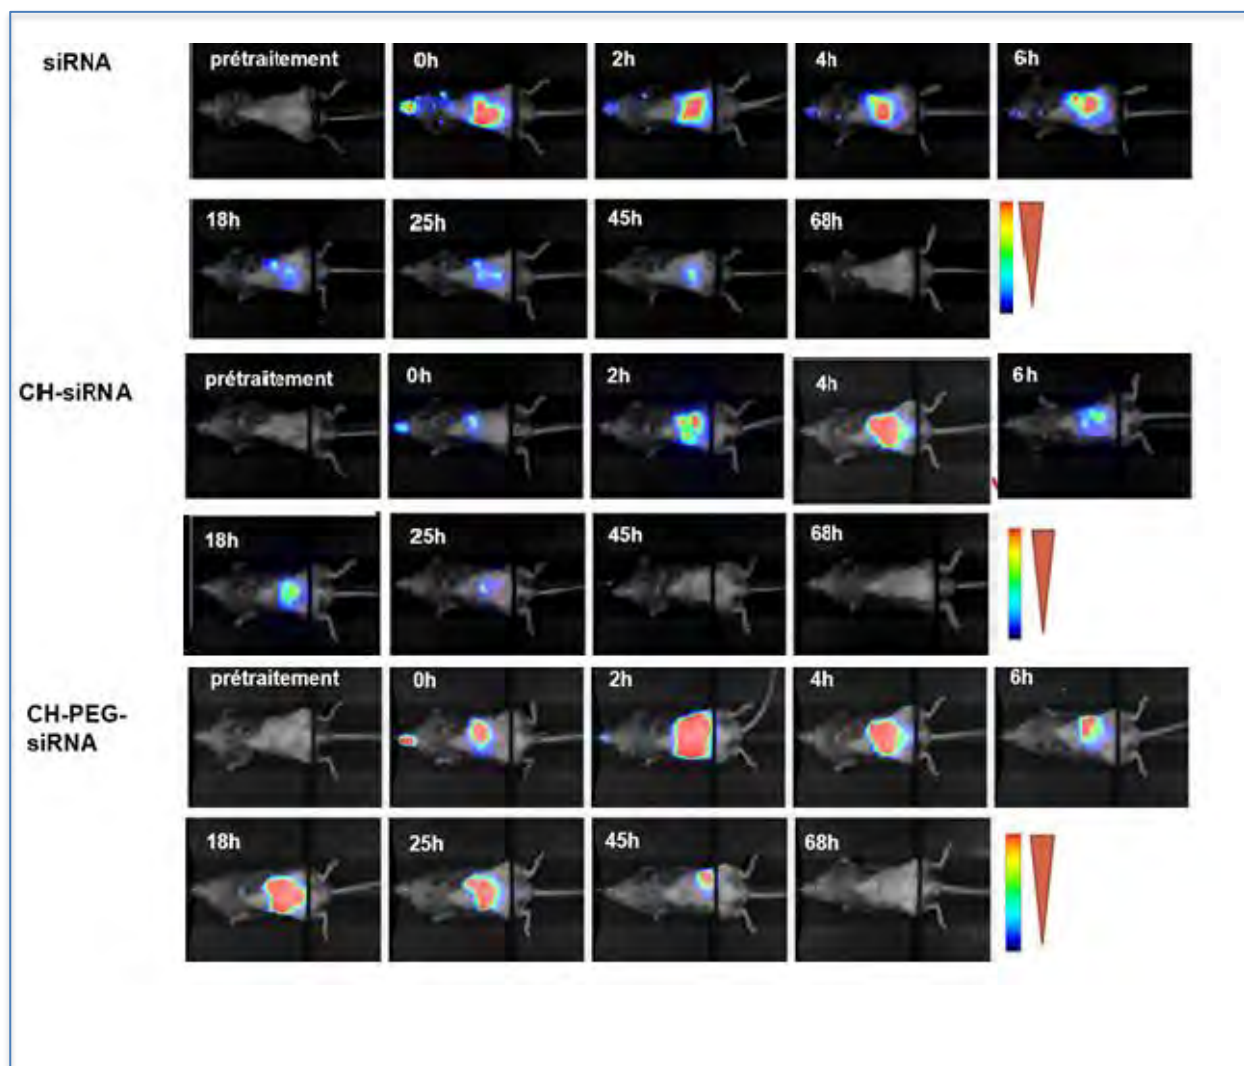 siRNA
prétraitement 0h 2h 4h 6h
18h 25h 45h 68h
CH-siRNA
prétraitement 0h 2h 4h 6h
18h 25h 45h 68h
CH-PEG-
siRNA
prétraitement 0h 2h 4h 6h
18h 25h 45h 68h